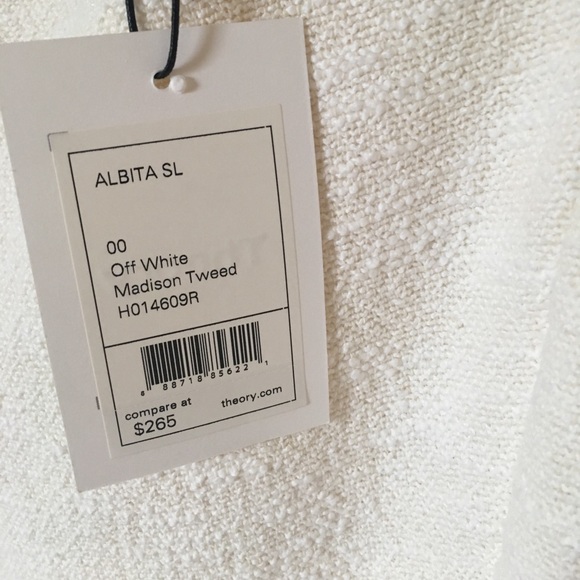 ALBITA SL
00
Off White
Madison Tweed
H014609R
8 88718 85622 1
compare at theory.com
$265